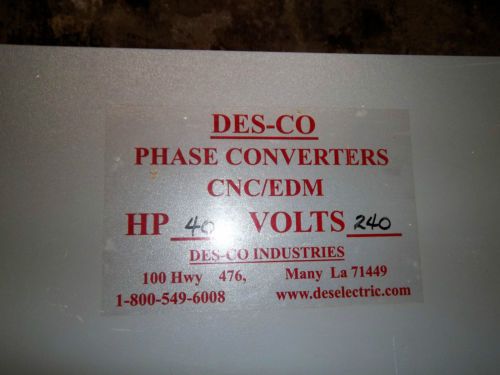 DES-CO
PHASE CONVERTERS
CNC/EDM
HP 40 VOLTS 240
DES-CO INDUSTRIES
100 Hwy 476, Many La 71449
1-800-549-6008 www.deselectric.com